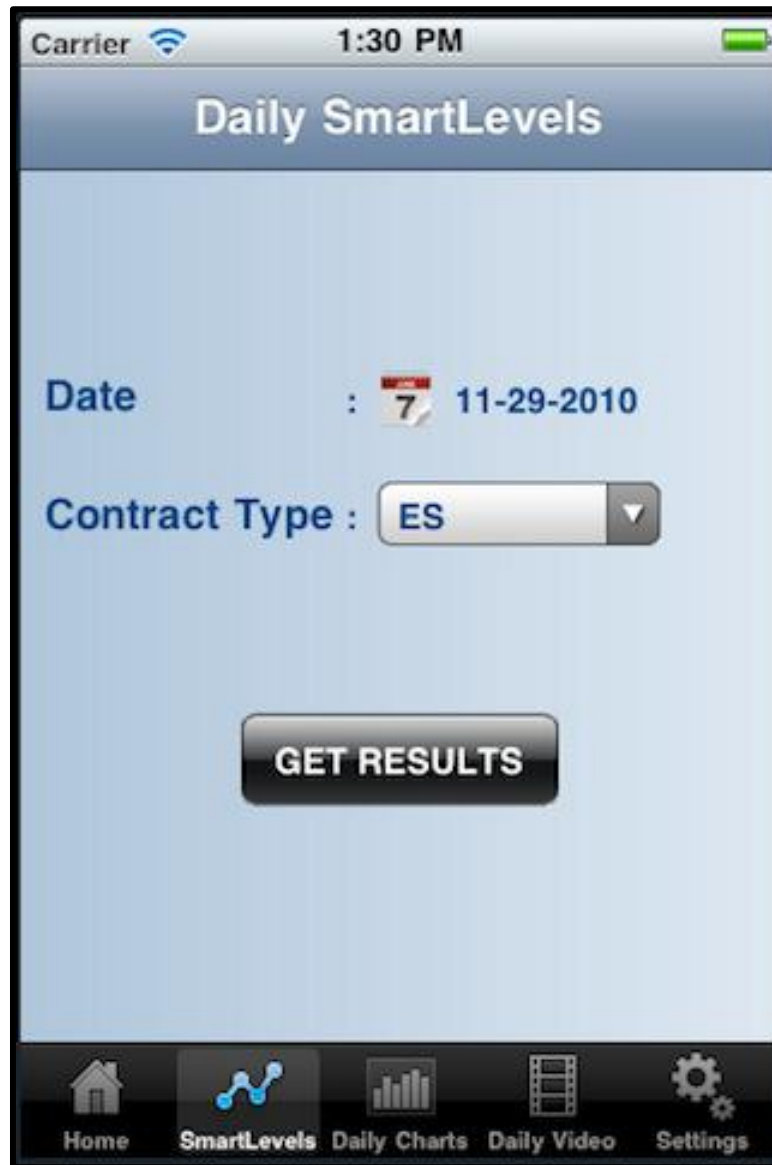 Carrier 1:30 PM
Daily SmartLevels
Date : 7 11-29-2010
Contract Type : ES
GET RESULTS
Home SmartLevels Daily Charts Daily Video Settings